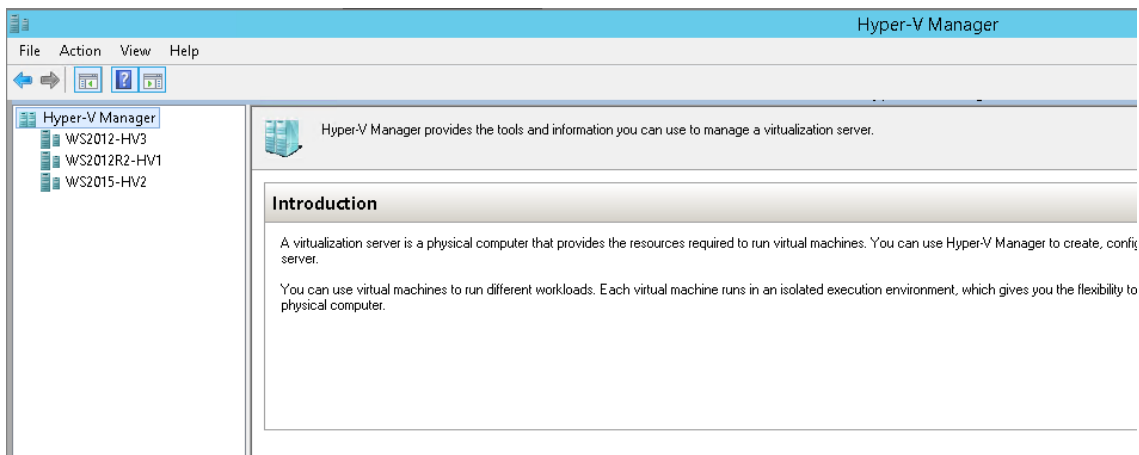 Hyper-V Manager
File Action View Help
Hyper-V Manager
WS2012-HV3
WS2012R2-HV1
WS2015-HV2
Hyper-V Manager provides the tools and information you can use to manage a virtualization server.
Introduction
A virtualization server is a physical computer that provides the resources required to run virtual machines. You can use Hyper-V Manager to create, config
server.
You can use virtual machines to run different workloads. Each virtual machine runs in an isolated execution environment, which gives you the flexibility to
physical computer.